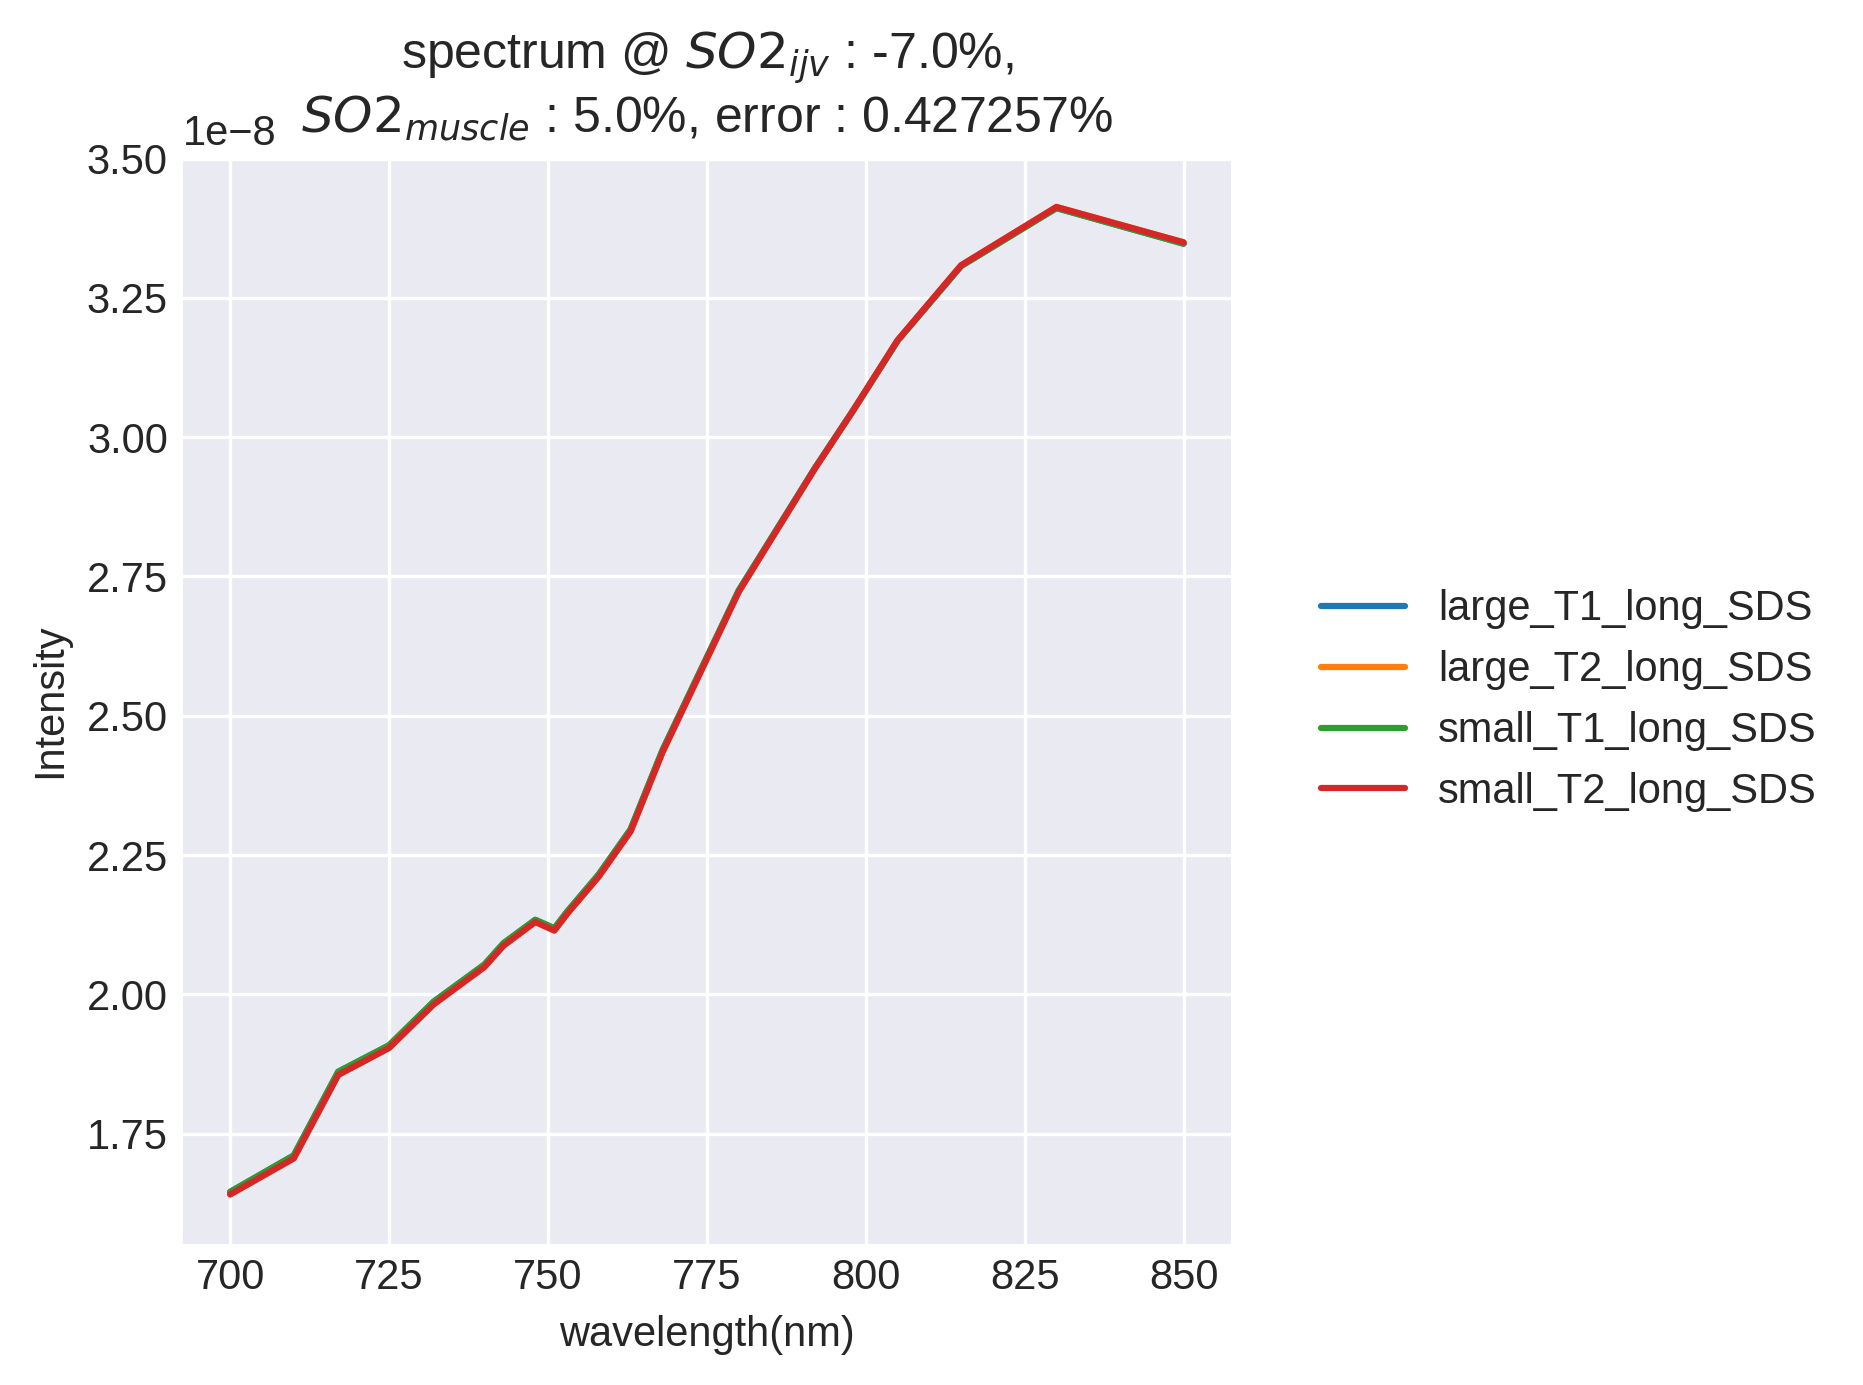 spectrum @ SO2ijv : -7.0%,
SO2muscle : 5.0%, error : 0.427257%
1e−8
3.50
3.25
3.00
2.75
2.50
2.25
2.00
1.75
Intensity
700 725 750 775 800 825 850
wavelength(nm)
large_T1_long_SDS
large_T2_long_SDS
small_T1_long_SDS
small_T2_long_SDS